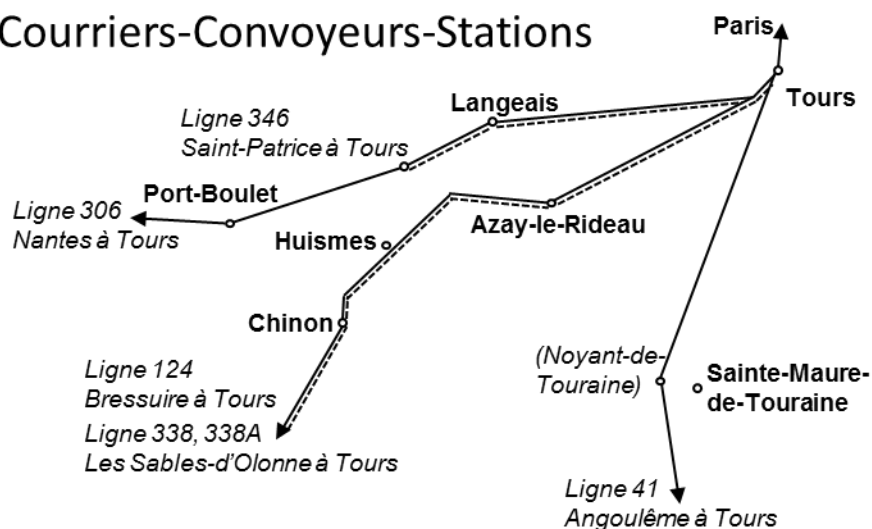 Courriers-Convoyeurs-Stations
Paris
Tours
Langeais
Ligne 346
Saint-Patrice à Tours
Port-Boulet
Ligne 306
Nantes à Tours
Azay-le-Rideau
Huismes
Chinon
(Noyant-de-
Touraine)
Sainte-Maure-
de-Touraine
Ligne 124
Bressuire à Tours
Ligne 338, 338A
Les Sables-d'Olonne à Tours
Ligne 41
Angoulême à Tours